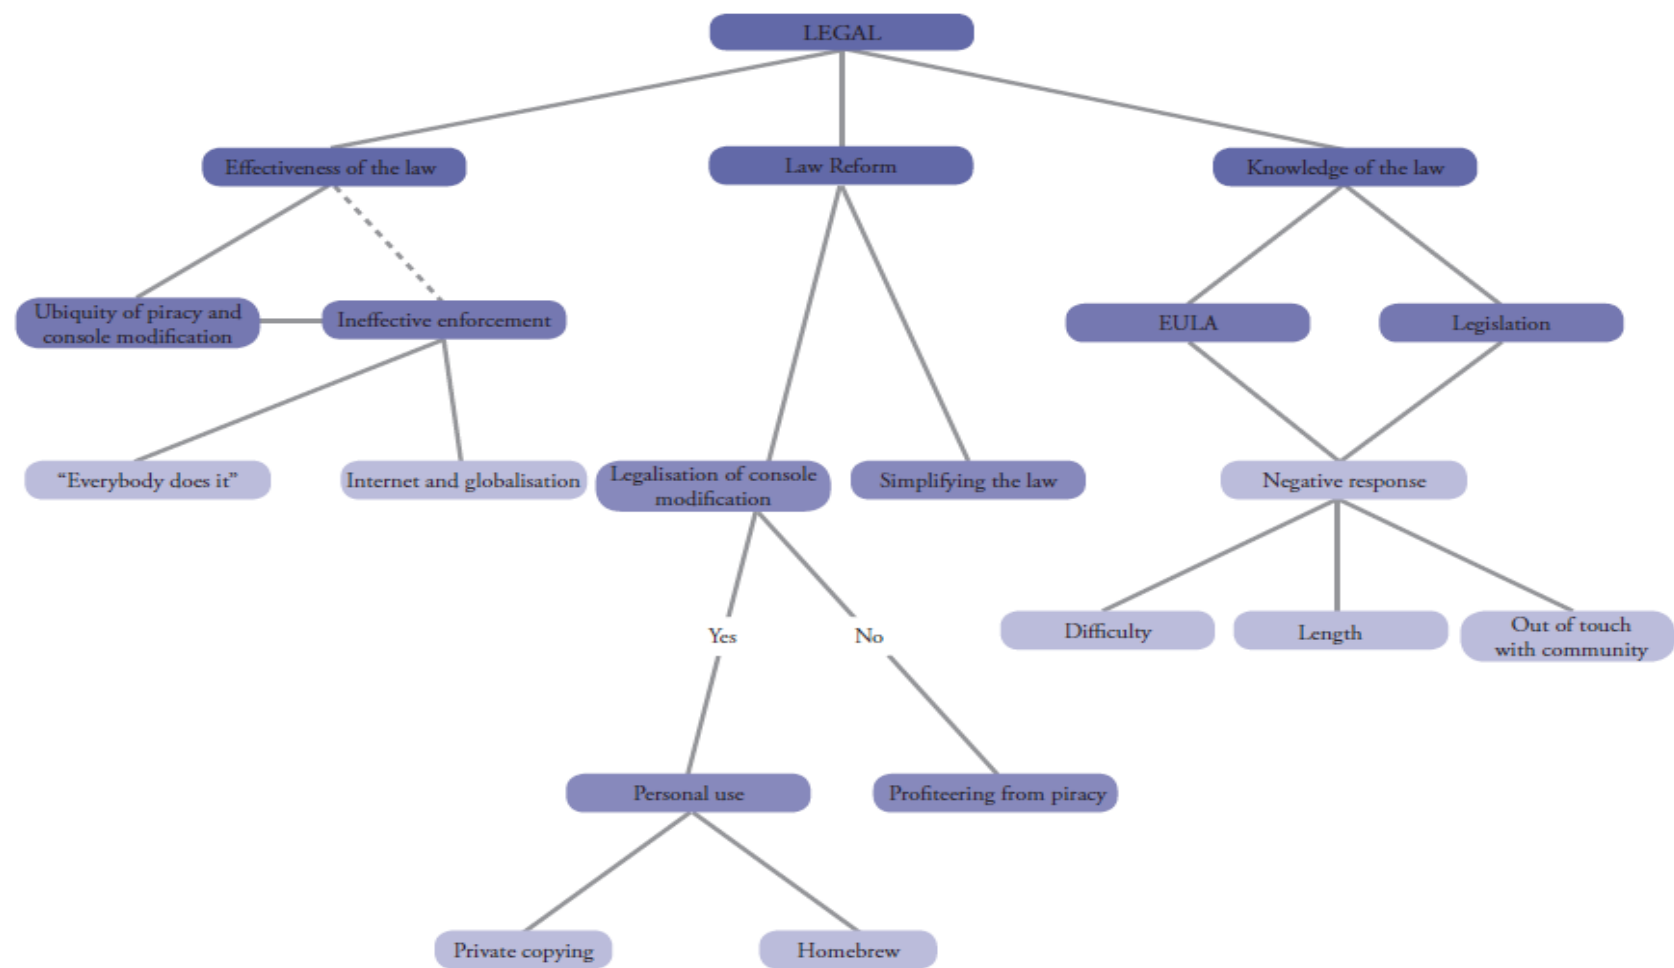 LEGAL
Effectiveness of the law
Law Reform
Knowledge of the law
Ubiquity of piracy and
console modification
Ineffective enforcement
EULA
Legislation
“Everybody does it”
Internet and globalisation
Legalisation of console
modification
Simplifying the law
Negative response
Yes
No
Difficulty
Length
Out of touch
with community
Personal use
Profiteering from piracy
Private copying
Homebrew